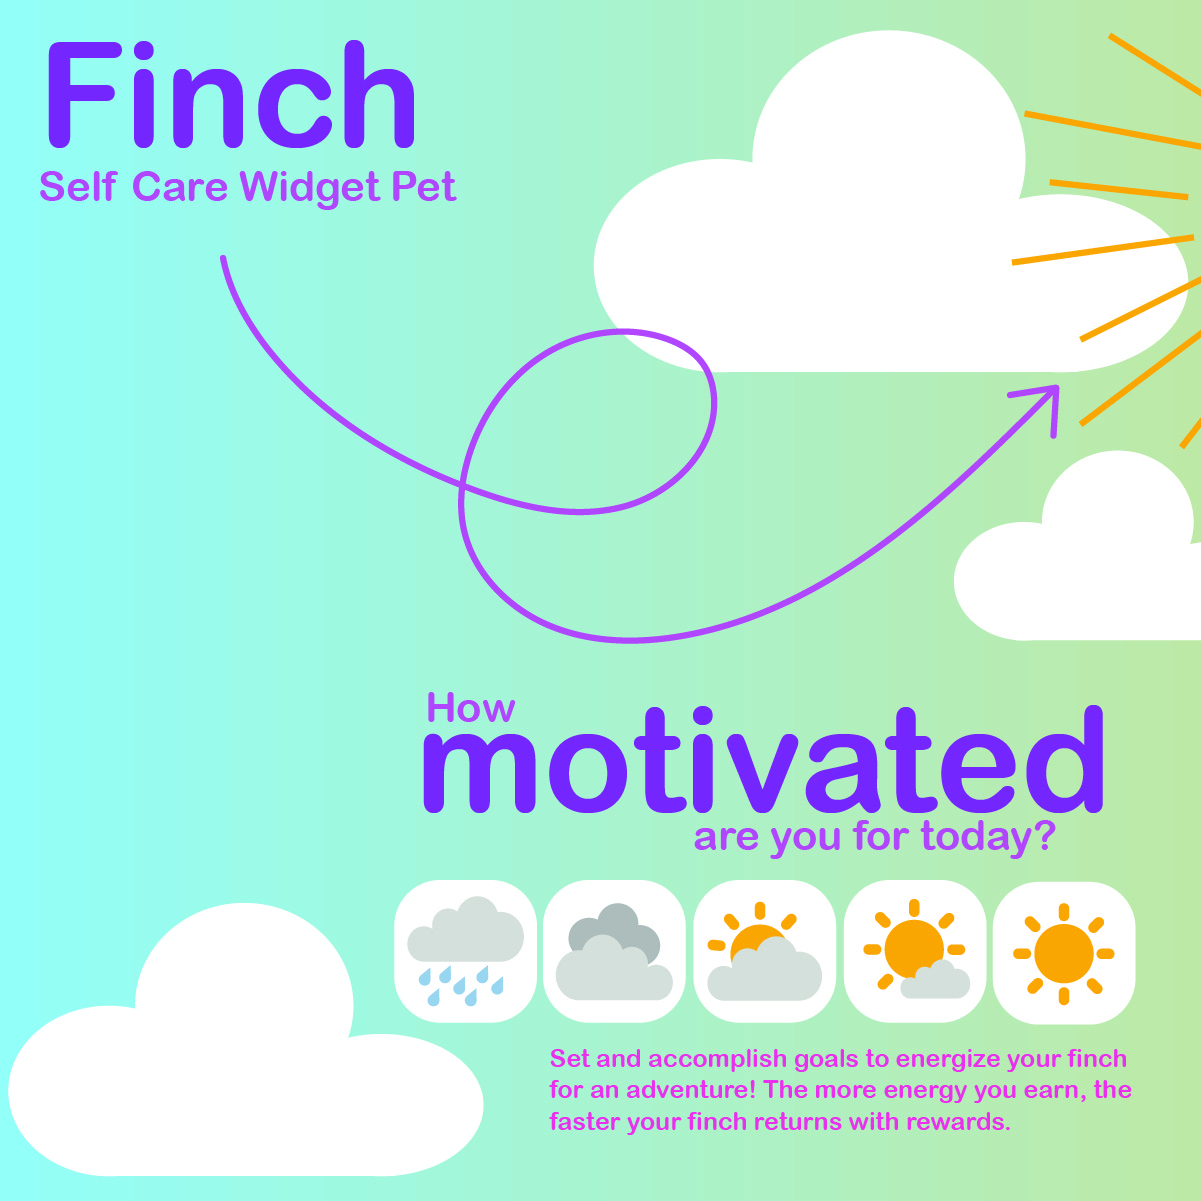 Finch
Self Care Widget Pet
How
motivated
are you for today?
Set and accomplish goals to energize your finch
for an adventure! The more energy you earn, the
faster your finch returns with rewards.